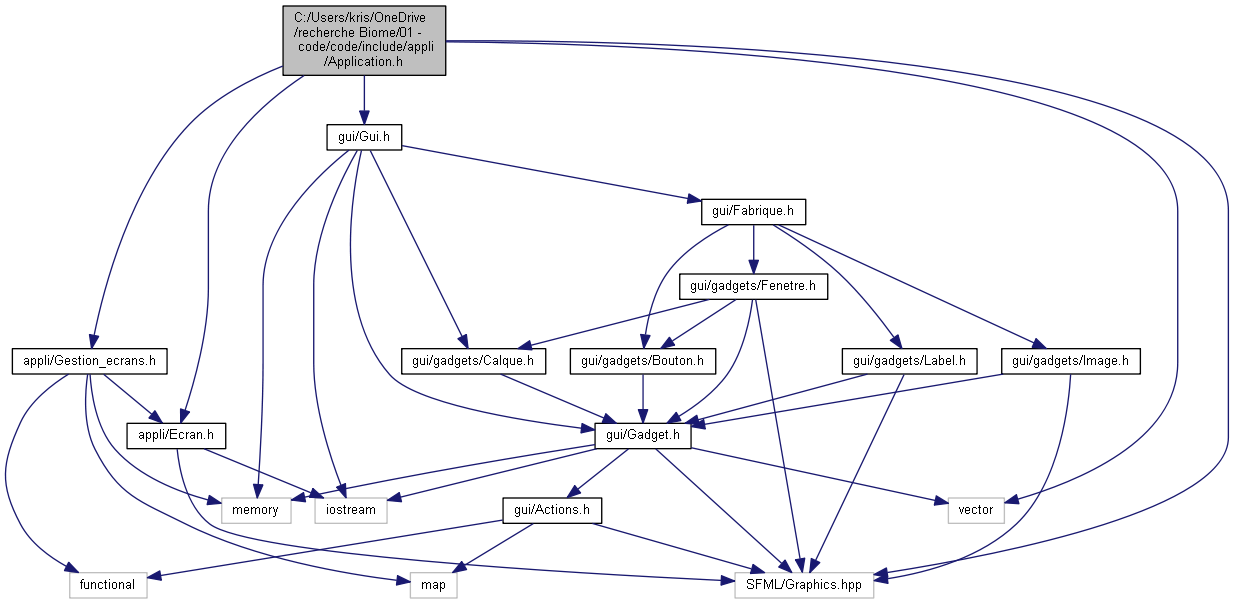 C:/Users/kris/OneDrive
/recherche Biome/01 -
code/code/include/appli
/Application.h
gui/Gui.h
gui/Fabrique.h
gui/gadgets/Fenetre.h
appli/Gestion_ecrans.h
gui/gadgets/Calque.h
gui/gadgets/Bouton.h
gui/gadgets/Label.h
gui/gadgets/Image.h
appli/Ecran.h
gui/Gadget.h
memory
iostream
gui/Actions.h
vector
functional
map
SFML/Graphics.hpp